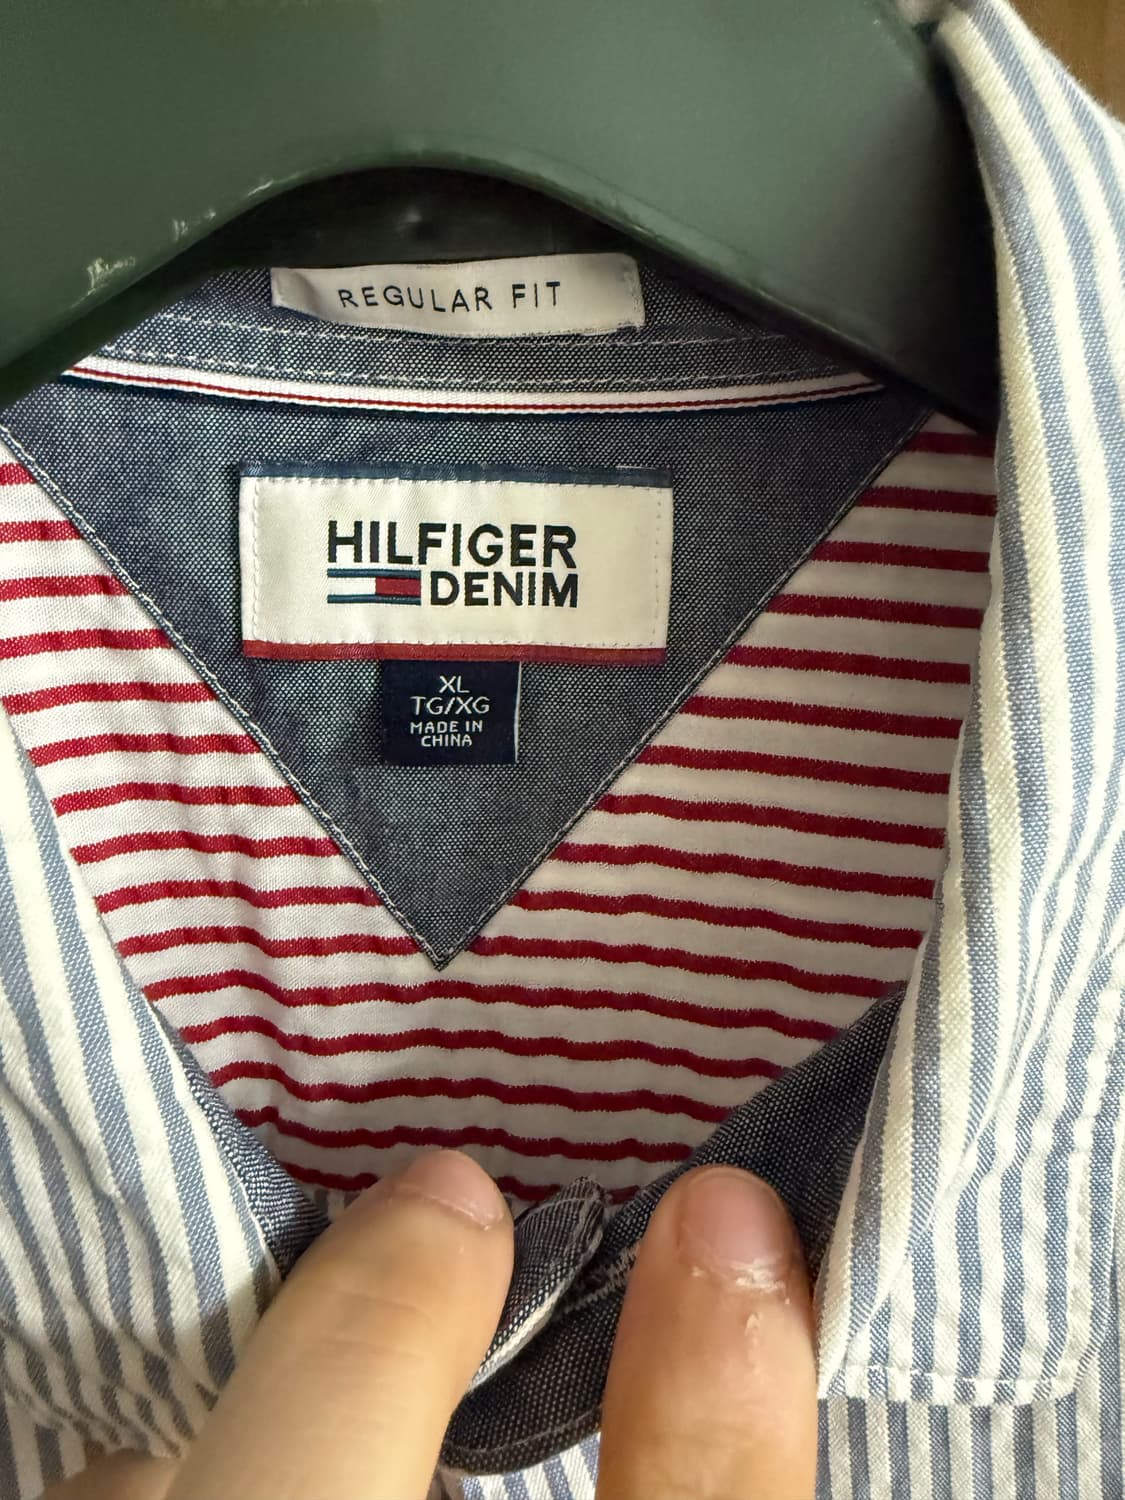 REGULAR FIT
HILFIGER
DENIM
XL
TG/XG
MADE IN
CHINA